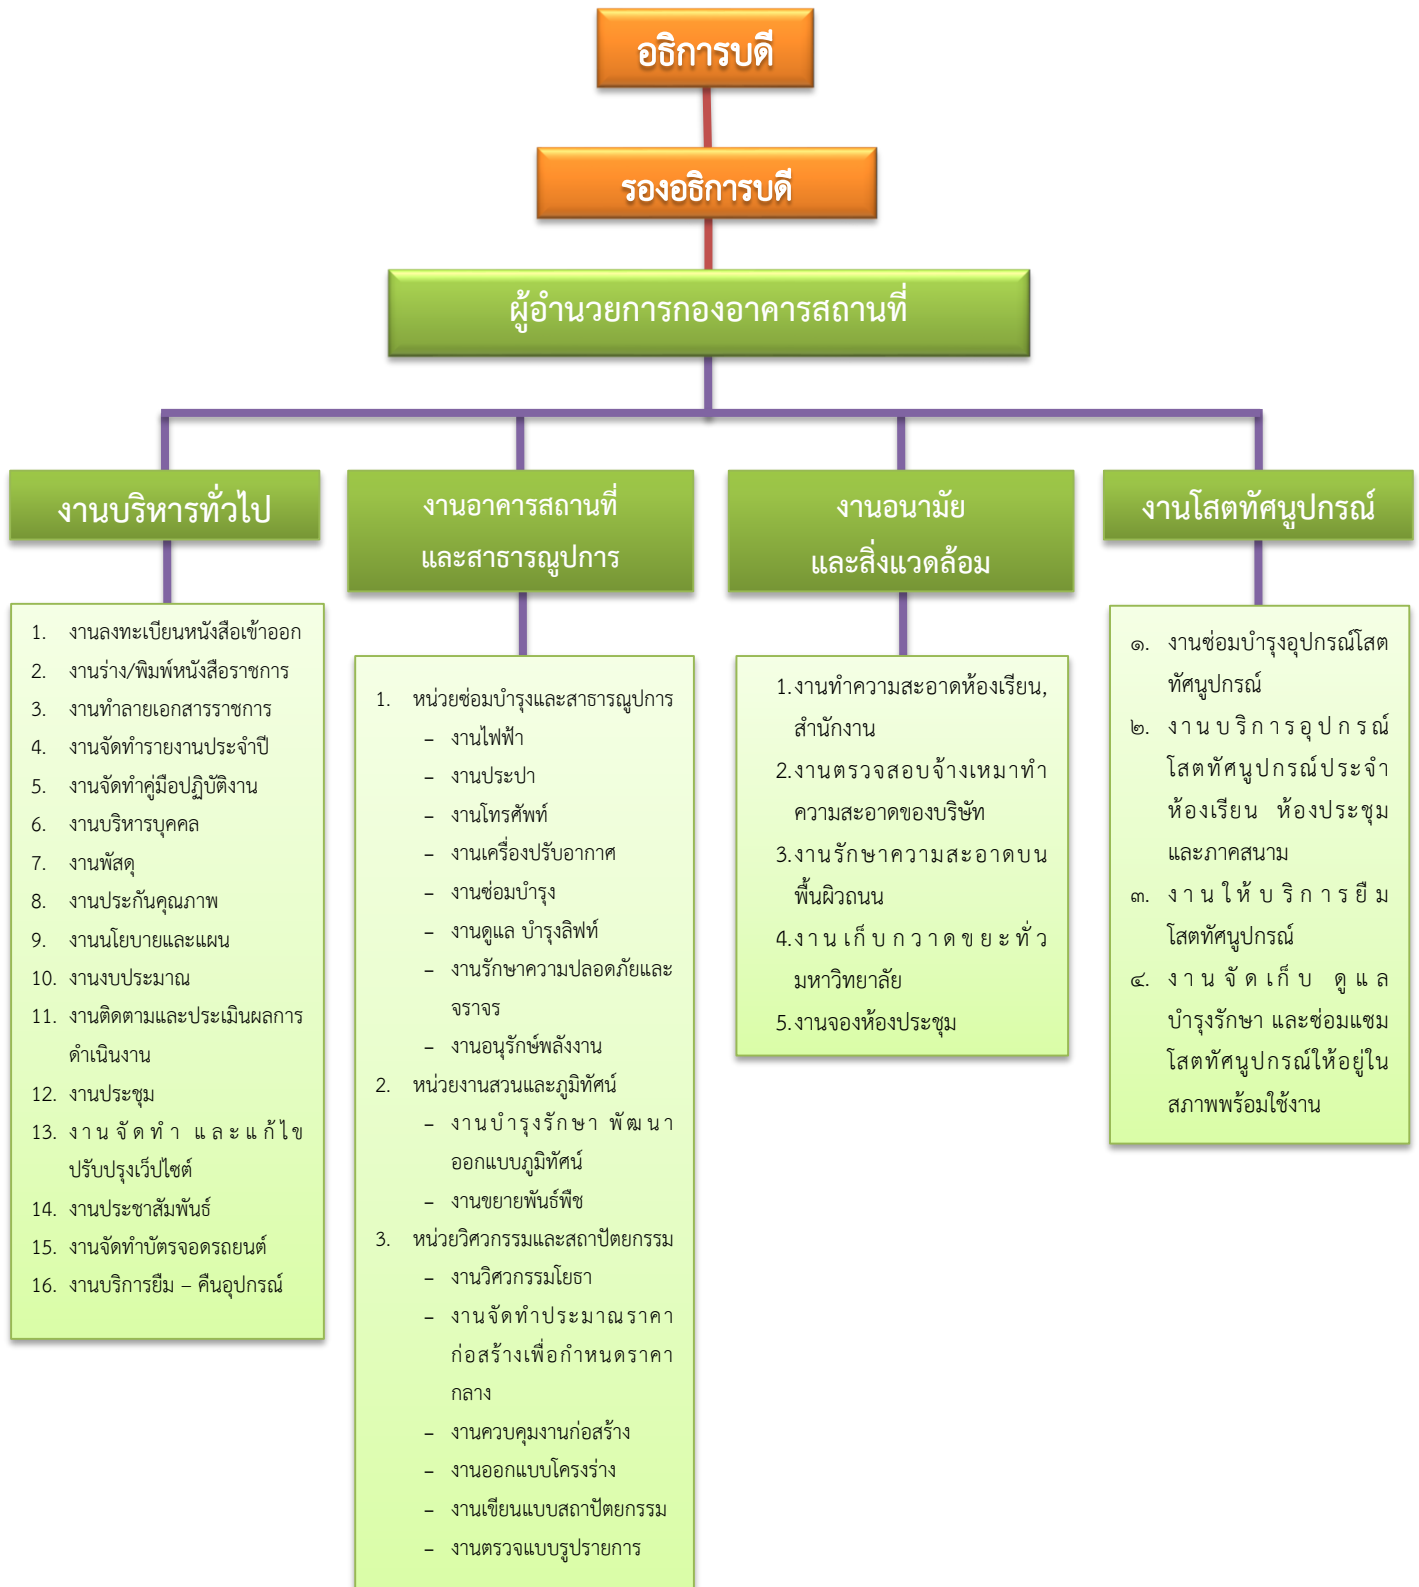 อธิการบดี
รองอธิการบดี
ผู้อำนวยการกองอาคารสถานที่
งานบริหารทั่วไป
1. งานลงทะเบียนหนังสือเข้าออก
2. งานร่าง/พิมพ์หนังสือราชการ
3. งานทำลายเอกสารราชการ
4. งานจัดทำรายงานประจำปี
5. งานจัดทำคู่มือปฏิบัติงาน
6. งานบริหารบุคคล
7. งานพัสดุ
8. งานประกันคุณภาพ
9. งานนโยบายและแผน
10. งานงบประมาณ
11. งานติดตามและประเมินผลการ
ดำเนินงาน
12. งานประชุม
13. งานจัดทำ และแก้ไข
ปรับปรุงเว็ปไซต์
14. งานประชาสัมพันธ์
15. งานจัดทำบัตรจอดรถยนต์
16. งานบริการยืม – คืนอุปกรณ์
งานอาคารสถานที่
และสาธารณูปการ
1. หน่วยซ่อมบำรุงและสาธารณูปการ
– งานไฟฟ้า
– งานประปา
– งานโทรศัพท์
– งานเครื่องปรับอากาศ
– งานซ่อมบำรุง
– งานดูแล บำรุงลิฟท์
– งานรักษาความปลอดภัยและ
จราจร
– งานอนุรักษ์พลังงาน
2. หน่วยงานสวนและภูมิทัศน์
– งานบำรุงรักษา พัฒนา
ออกแบบภูมิทัศน์
– งานขยายพันธ์พืช
3. หน่วยวิศวกรรมและสถาปัตยกรรม
– งานวิศวกรรมโยธา
– งานจัดทำประมาณราคา
ก่อสร้างเพื่อกำหนดราคา
กลาง
– งานควบคุมงานก่อสร้าง
– งานออกแบบโครงร่าง
– งานเขียนแบบสถาปัตยกรรม
– งานตรวจแบบรูปรายการ
งานอนามัย
และสิ่งแวดล้อม
1. งานทำความสะอาดห้องเรียน,
สำนักงาน
2. งานตรวจสอบจ้างเหมาทำ
ความสะอาดของบริษัท
3. งานรักษาความสะอาดบน
พื้นผิวถนน
4. งานเก็บกวาดขยะทั่ว
มหาวิทยาลัย
5. งานจองห้องประชุม
งานโสตทัศนูปกรณ์
๑. งานซ่อมบำรุงอุปกรณ์โสต
ทัศนูปกรณ์
๒. งานบริการอุปกรณ์
โสตทัศนูปกรณ์ประจำ
ห้องเรียน ห้องประชุม
และภาคสนาม
๓. งานให้บริการยืม
โสตทัศนูปกรณ์
๔. งานจัดเก็บ ดูแล
บำรุงรักษา และซ่อมแซม
โสตทัศนูปกรณ์ให้อยู่ใน
สภาพพร้อมใช้งาน